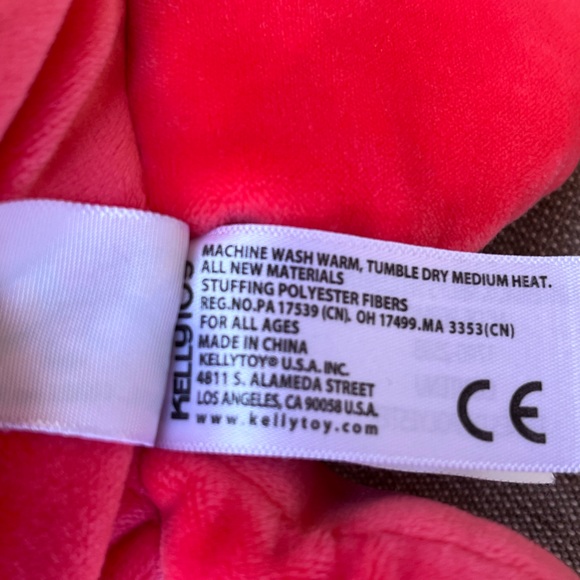 MACHINE WASH WARM, TUMBLE DRY MEDIUM HEAT.
ALL NEW MATERIALS
STUFFING POLYESTER FIBERS
REG.NO.PA 17539 (CN). OH 17499.MA 3353(CN)
FOR ALL AGES
MADE IN CHINA
KELLYTOY® U.S.A. INC.
4811 S. ALAMEDA STREET
LOS ANGELES, CA 90058 U.S.A.
www.kellytoy.com
KELLYTOY
CE